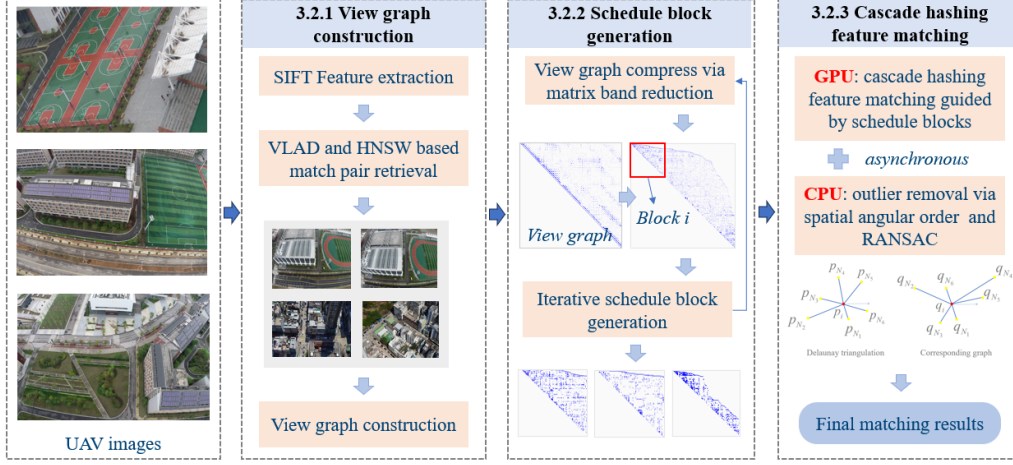 UAV images
3.2.1 View graph
construction
SIFT Feature extraction
VLAD and HNSW based
match pair retrieval
View graph construction
3.2.2 Schedule block
generation
View graph compress via
matrix band reduction
View graph
Block i
Iterative schedule block
generation
3.2.3 Cascade hashing
feature matching
GPU: cascade hashing
feature matching guided
by schedule blocks
asynchronous
CPU: outlier removal via
spatial angular order and
RANSAC
Delaunay triangulation
Corresponding graph
Final matching results